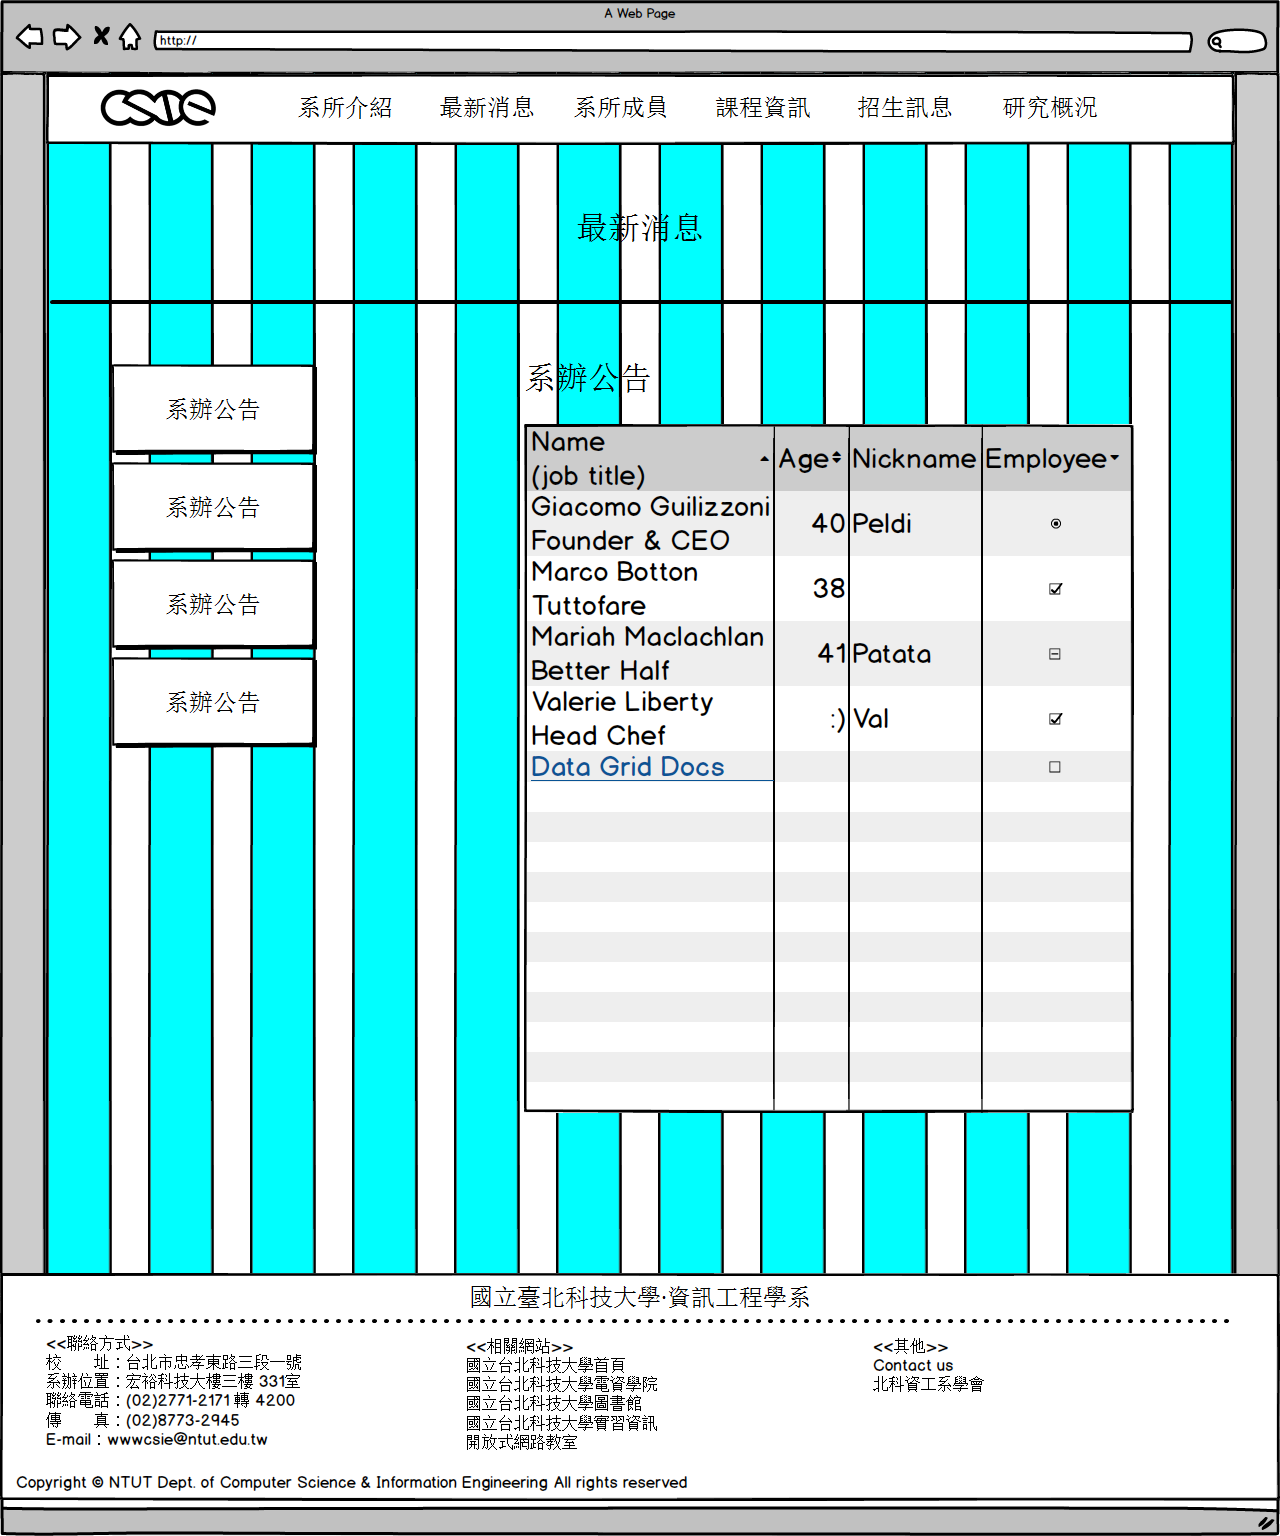 A Web Page
http://
csie
系所介紹 最新消息 系所成員 課程資訊 招生訊息 研究概況
最新消息
系辦公告
系辦公告
系辦公告
系辦公告
系辦公告
Name
(job title)
Age Nickname Employee
Giacomo Guilizzoni
Founder & CEO
40 Peldi
Marco Botton
Tuttofare
38
Mariah Maclachlan
Better Half
41 Patata
Valerie Liberty
Head Chef
:) Val
Data Grid Docs
國立臺北科技大學·資訊工程學系
<<聯絡方式>>
校　　址：台北市忠孝東路三段一號
系辦位置：宏裕科技大樓三樓 331室
聯絡電話：(02)2771-2171 轉 4200
傳　　真：(02)8773-2945
E-mail：wwwcsie@ntut.edu.tw
<<相關網站>>
國立台北科技大學首頁
國立台北科技大學電資學院
國立台北科技大學圖書館
國立台北科技大學實習資訊
開放式網路教室
<<其他>>
Contact us
北科資工系學會
Copyright © NTUT Dept. of Computer Science & Information Engineering All rights reserved